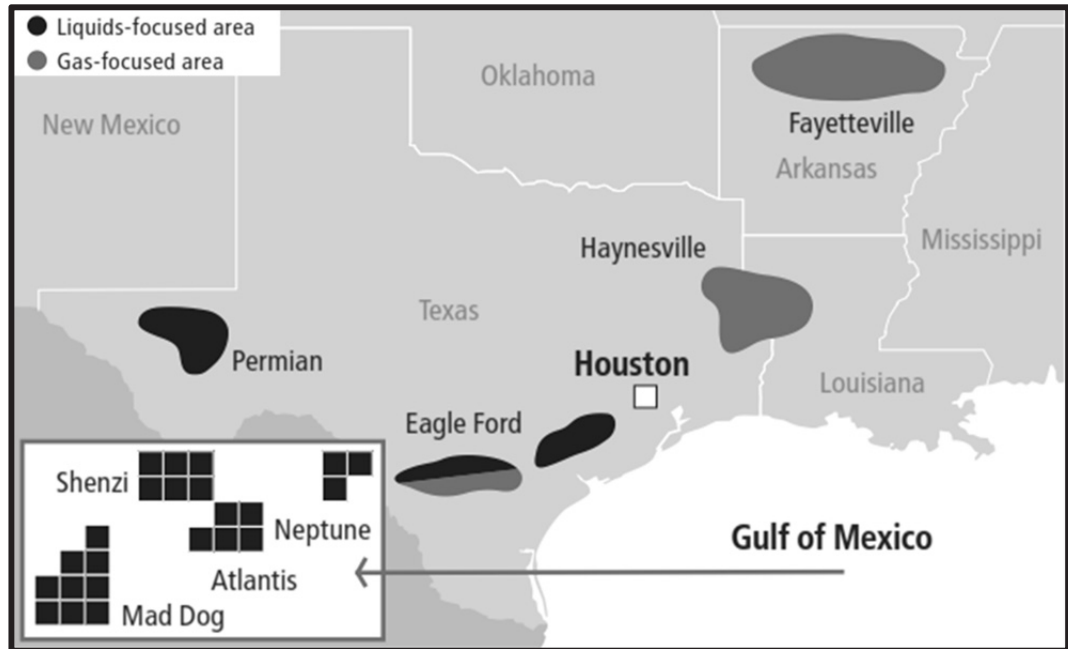 Liquids-focused area
Gas-focused area
Oklahoma
New Mexico
Fayetteville
Arkansas
Mississippi
Haynesville
Texas
Permian
Houston
Louisiana
Eagle Ford
Shenzi
Neptune
Gulf of Mexico
Atlantis
Mad Dog